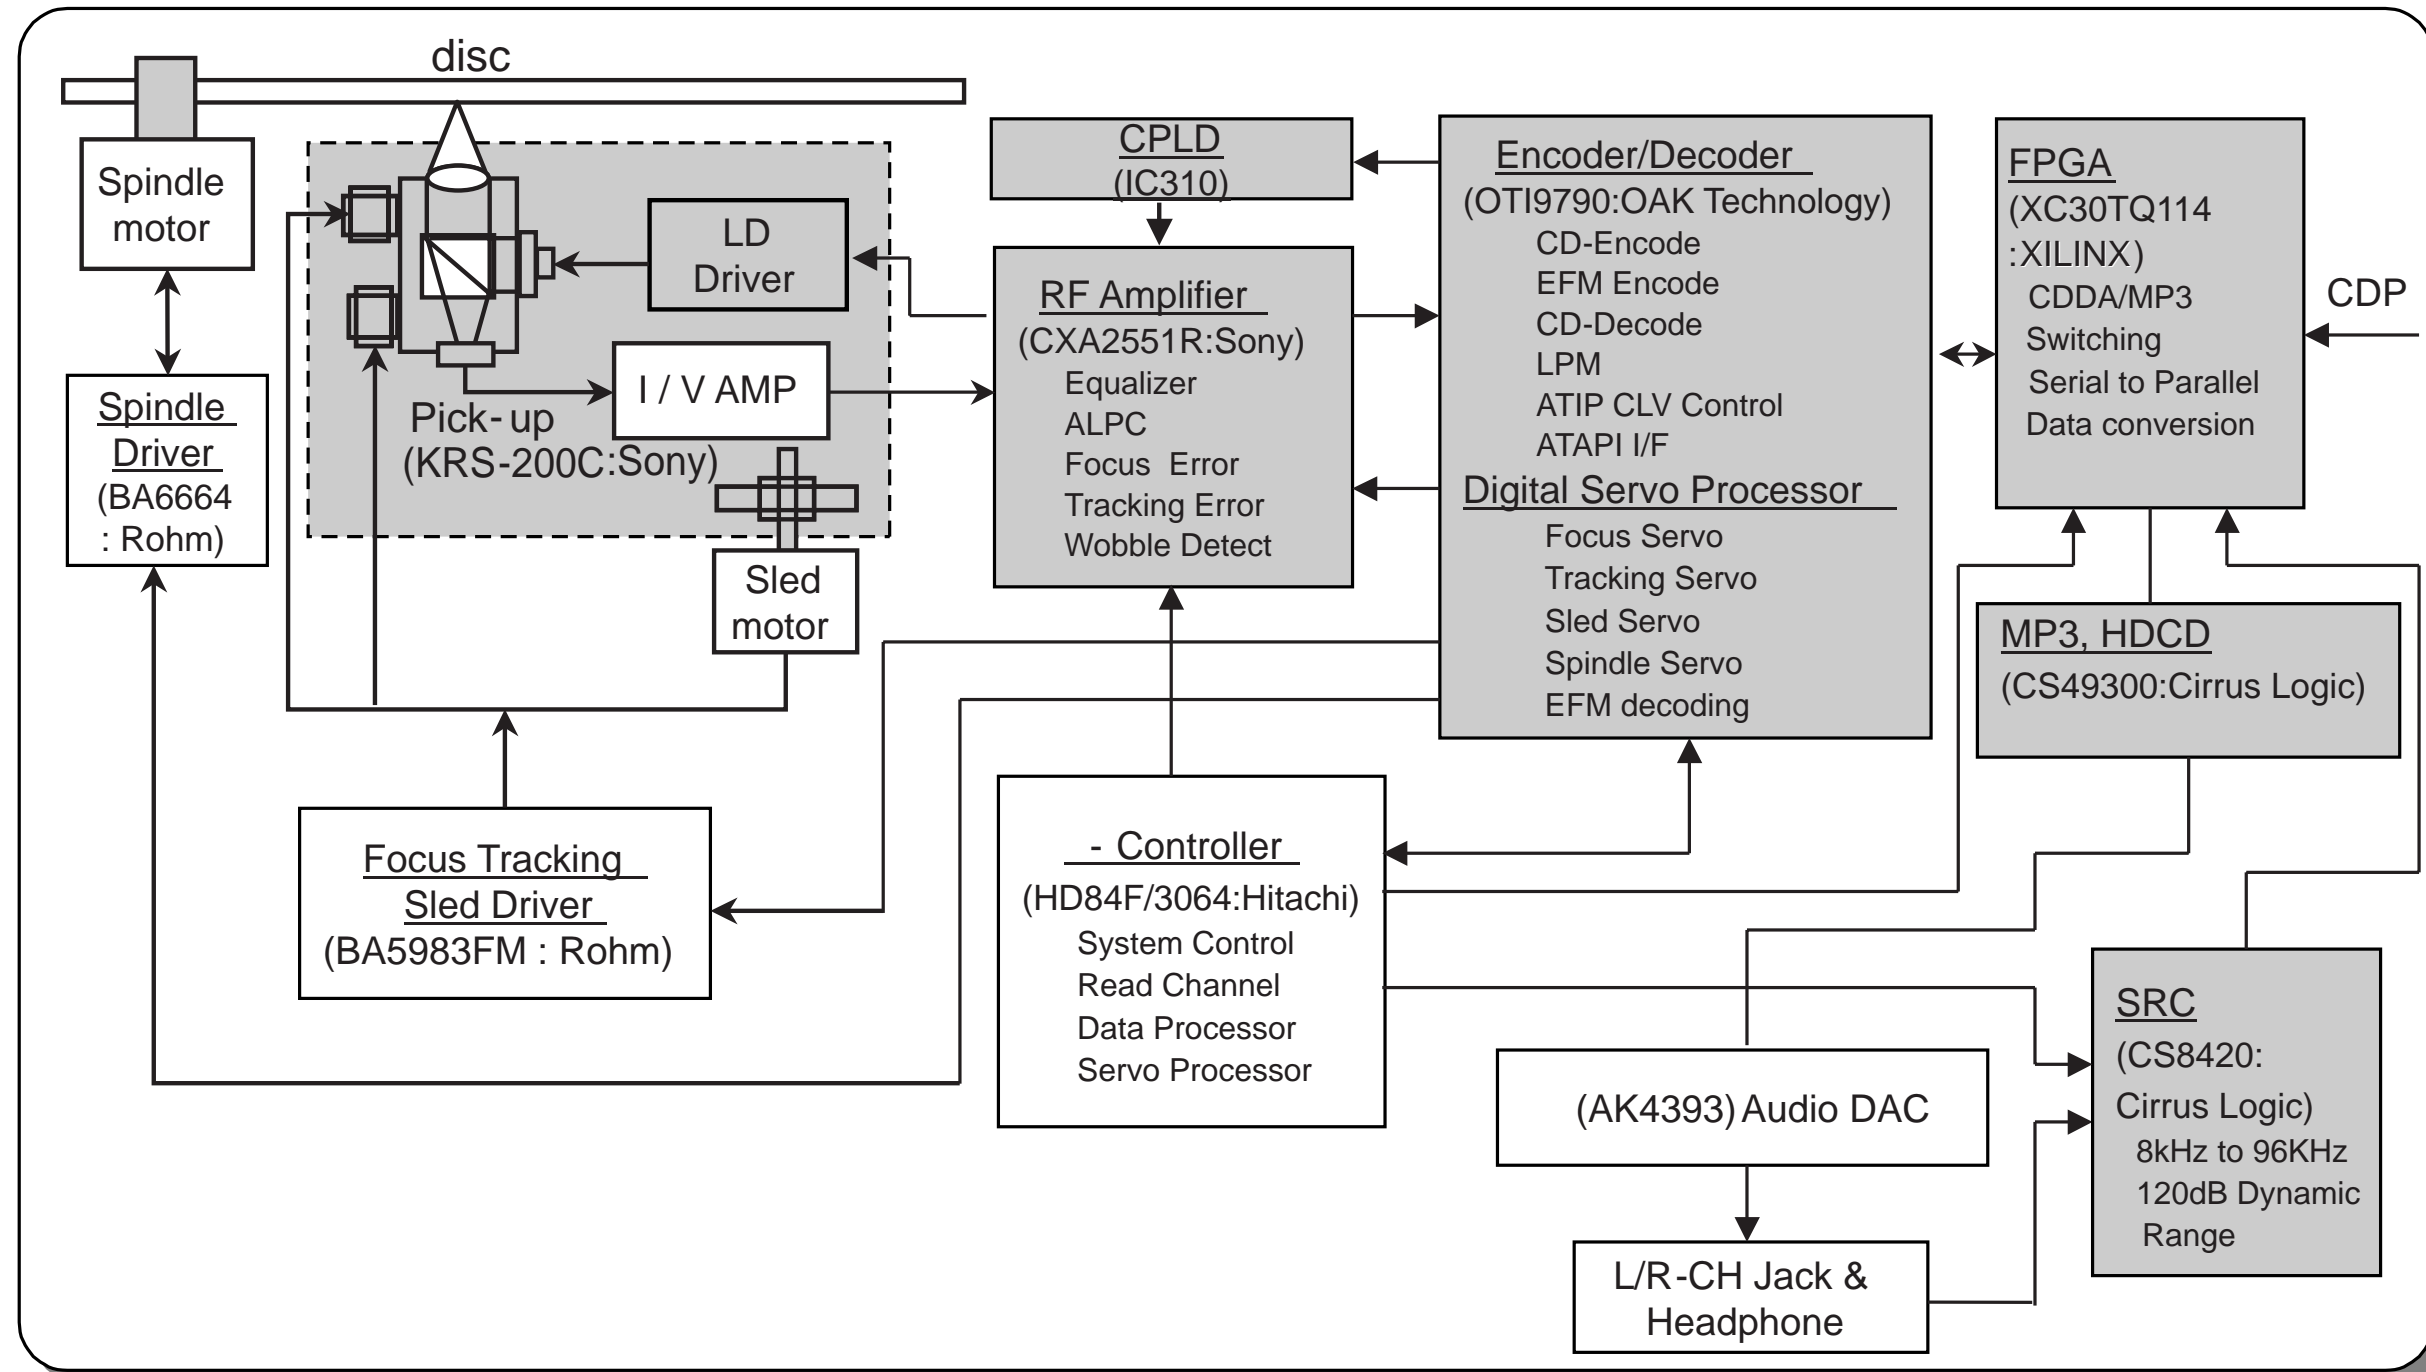 disc
Spindle
motor
Spindle
Driver
(BA6664
: Rohm)
LD
Driver
I / V AMP
Pick-up
(KRS-200C:Sony)
Sled
motor
Focus Tracking
Sled Driver
(BA5983FM : Rohm)
CPLD
(IC310)
RF Amplifier
(CXA2551R:Sony)
Equalizer
ALPC
Focus Error
Tracking Error
Wobble Detect
- Controller
(HD84F/3064:Hitachi)
System Control
Read Channel
Data Processor
Servo Processor
Encoder/Decoder
(OTI9790:OAK Technology)
CD-Encode
EFM Encode
CD-Decode
LPM
ATIP CLV Control
ATAPI I/F
Digital Servo Processor
Focus Servo
Tracking Servo
Sled Servo
Spindle Servo
EFM decoding
FPGA
(XC30TQ114
:XILINX)
CDDA/MP3
Switching
Serial to Parallel
Data conversion
CDP
MP3, HDCD
(CS49300:Cirrus Logic)
(AK4393) Audio DAC
L/R-CH Jack &
Headphone
SRC
(CS8420:
Cirrus Logic)
8kHz to 96KHz
120dB Dynamic
Range